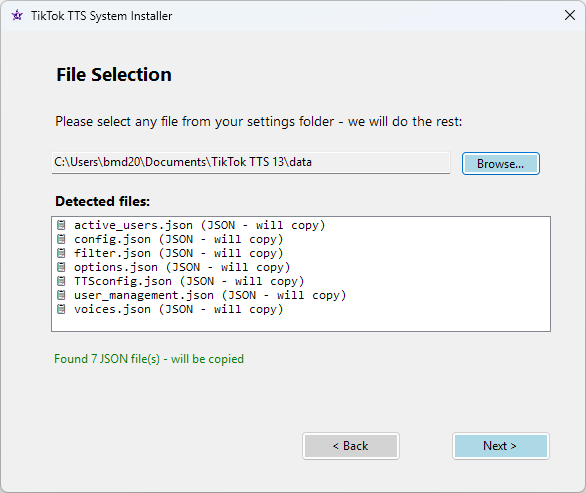 TikTok TTS System Installer
File Selection
Please select any file from your settings folder - we will do the rest:
C:\Users\bmd20\Documents\TikTok TTS 13\data
Browse...
Detected files:
active_users.json (JSON - will copy)
config.json (JSON - will copy)
filter.json (JSON - will copy)
options.json (JSON - will copy)
TTSconfig.json (JSON - will copy)
user_management.json (JSON - will copy)
voices.json (JSON - will copy)
Found 7 JSON file(s) - will be copied
< Back
Next >